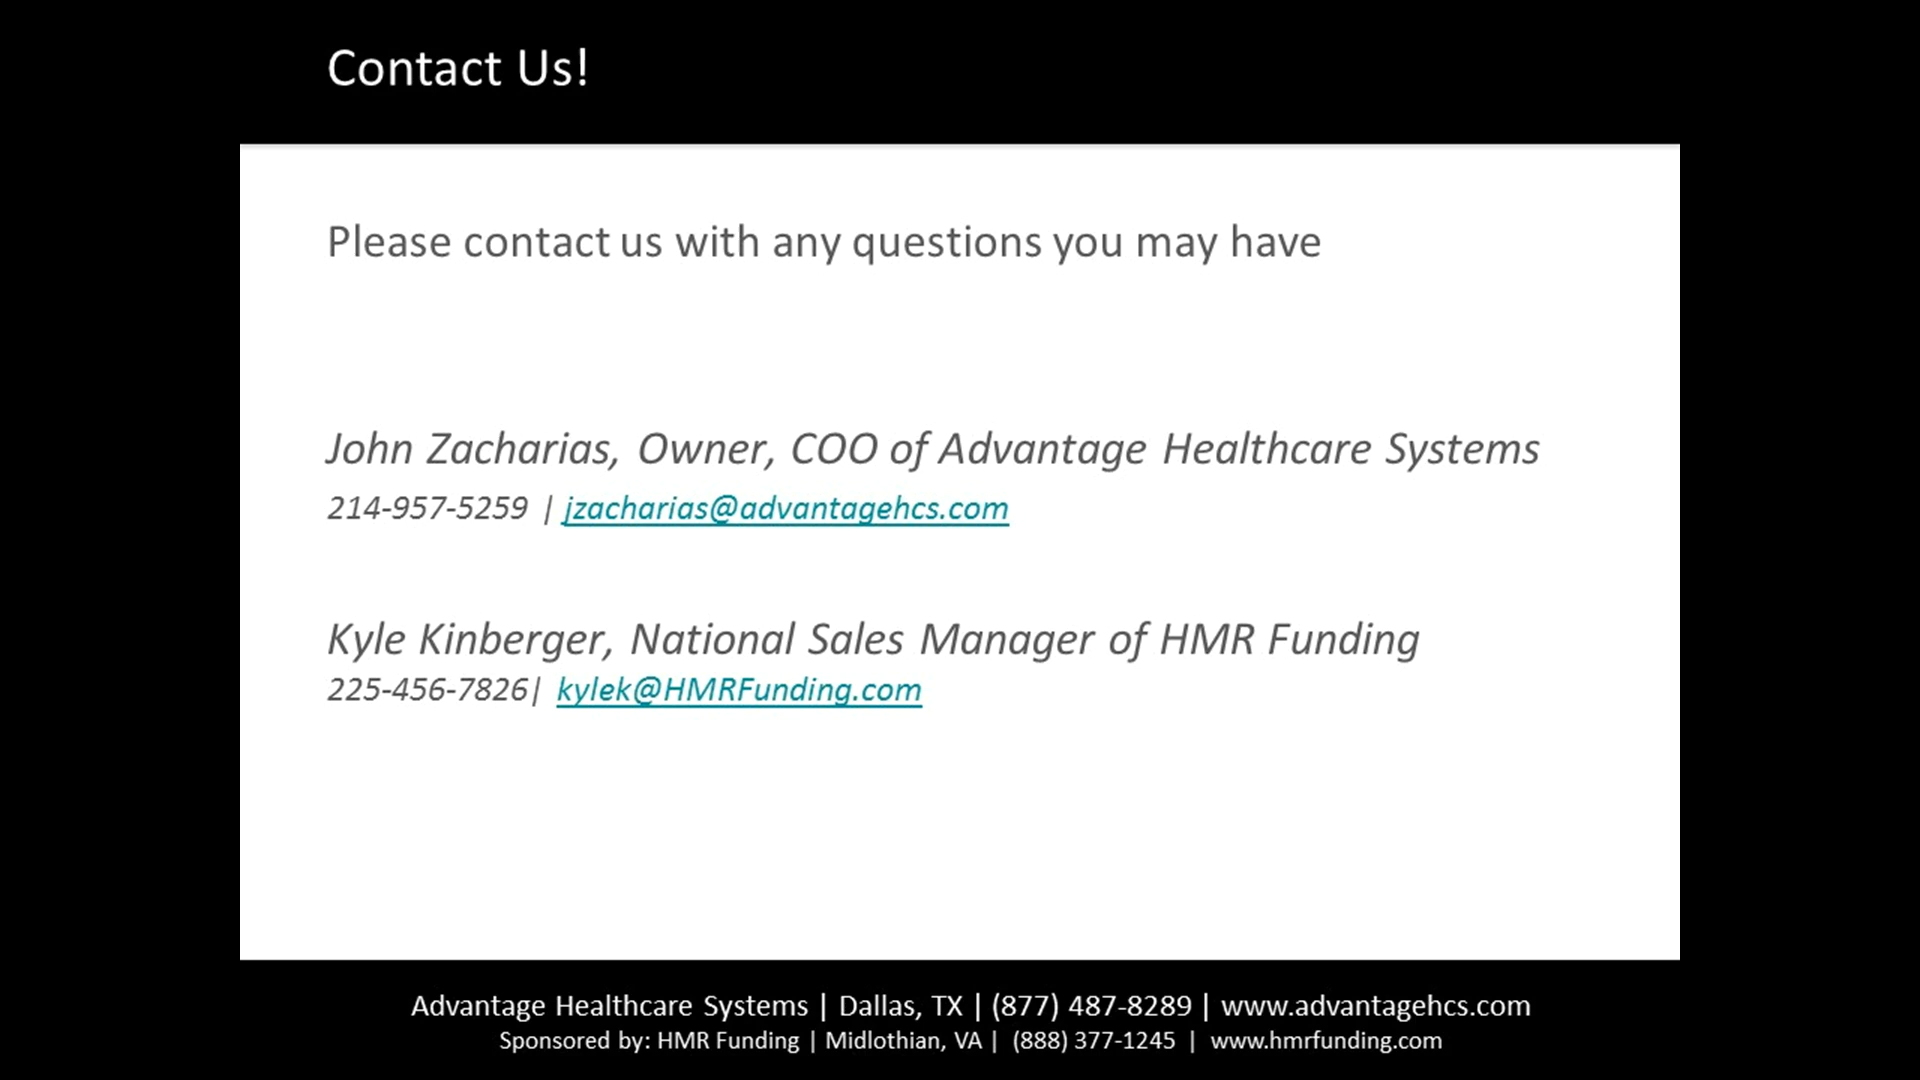 Contact Us!
Please contact us with any questions you may have
John Zacharias, Owner, COO of Advantage Healthcare Systems
214-957-5259 | jzacharias@advantagehcs.com
Kyle Kinberger, National Sales Manager of HMR Funding
225-456-7826| kylek@HMRFunding.com
Advantage Healthcare Systems | Dallas, TX | (877) 487-8289 | www.advantagehcs.com
Sponsored by: HMR Funding | Midlothian, VA | (888) 377-1245 | www.hmrfunding.com